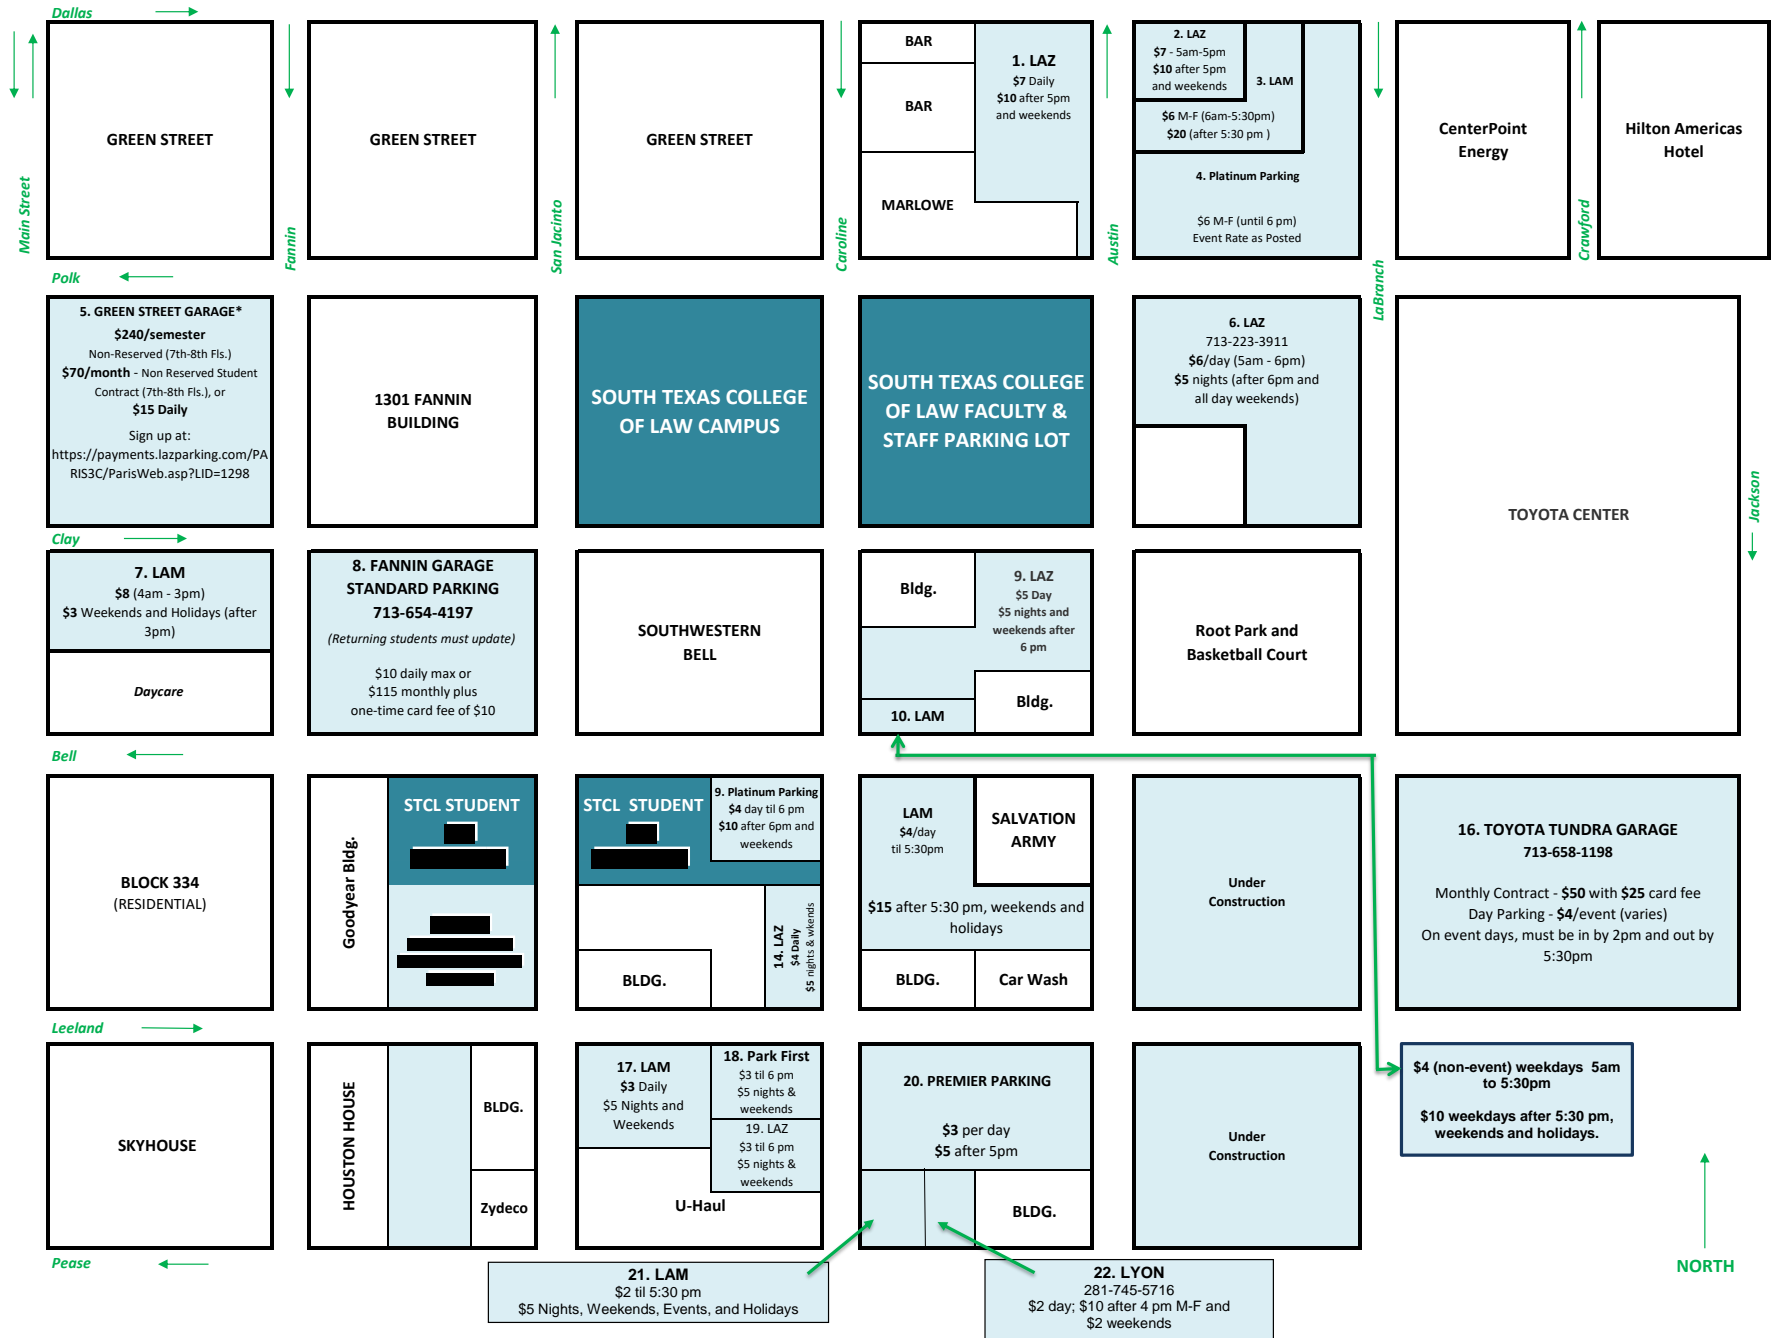 Dallas
Main Street
Fannin
San Jacinto
Caroline
Austin
LaBranch
Crawford
Jackson
GREEN STREET
GREEN STREET
GREEN STREET
BAR
BAR
MARLOWE
1. LAZ
$7 Daily
$10 after 5pm
and weekends
2. LAZ
$7 - 5am-5pm
$10 after 5pm
and weekends
3. LAM
$6 M-F (6am-5:30pm)
$20 (after 5:30 pm )
4. Platinum Parking
$6 M-F (until 6 pm)
Event Rate as Posted
CenterPoint
Energy
Hilton Americas
Hotel
Polk
5. GREEN STREET GARAGE*
$240/semester
Non-Reserved (7th-8th Fls.)
$70/month - Non Reserved Student
Contract (7th-8th Fls.), or
$15 Daily
Sign up at:
https://payments.lazparking.com/PA
RIS3C/ParisWeb.asp?LID=1298
1301 FANNIN
BUILDING
SOUTH TEXAS COLLEGE
OF LAW CAMPUS
SOUTH TEXAS COLLEGE
OF LAW FACULTY &
STAFF PARKING LOT
6. LAZ
713-223-3911
$6/day (5am - 6pm)
$5 nights (after 6pm and
all day weekends)
TOYOTA CENTER
Clay
7. LAM
$8 (4am - 3pm)
$3 Weekends and Holidays (after
3pm)
Daycare
8. FANNIN GARAGE
STANDARD PARKING
713-654-4197
(Returning students must update)
$10 daily max or
$115 monthly plus
one-time card fee of $10
SOUTHWESTERN
BELL
Bldg.
9. LAZ
$5 Day
$5 nights and
weekends after
6 pm
10. LAM
Bldg.
Root Park and
Basketball Court
Bell
BLOCK 334
(RESIDENTIAL)
Goodyear Bldg.
STCL STUDENT
STCL  STUDENT
9. Platinum Parking
$4 day til 6 pm
$10 after 6pm and
weekends
14. LAZ
$4 Daily
$5 nights & wkends
BLDG.
LAM
$4/day
til 5:30pm
SALVATION
ARMY
$15 after 5:30 pm, weekends and
holidays
BLDG.
Car Wash
Under
Construction
16. TOYOTA TUNDRA GARAGE
713-658-1198
Monthly Contract - $50 with $25 card fee
Day Parking - $4/event (varies)
On event days, must be in by 2pm and out by
5:30pm
Leeland
SKYHOUSE
HOUSTON HOUSE
BLDG.
Zydeco
17. LAM
$3 Daily
$5 Nights and
Weekends
18. Park First
$3 til 6 pm
$5 nights &
weekends
19. LAZ
$3 til 6 pm
$5 nights &
weekends
U-Haul
20. PREMIER PARKING
$3 per day
$5 after 5pm
BLDG.
Under
Construction
$4 (non-event) weekdays  5am
to 5:30pm
$10 weekdays after 5:30 pm,
weekends and holidays.
Pease
21. LAM
$2 til 5:30 pm
$5 Nights, Weekends, Events, and Holidays
22. LYON
281-745-5716
$2 day; $10 after 4 pm M-F and
$2 weekends
NORTH